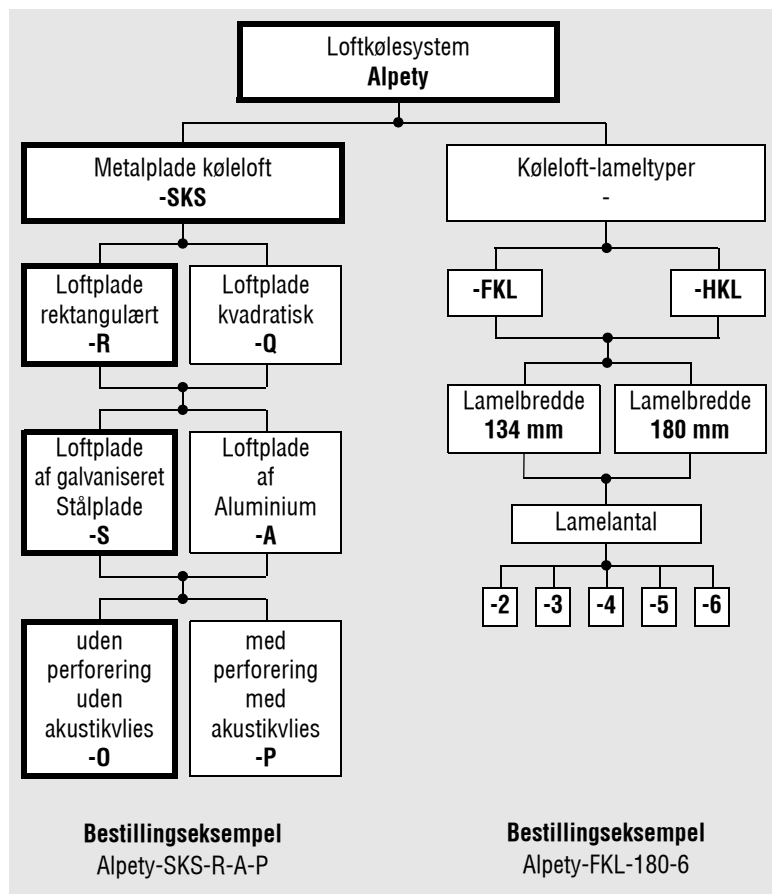 Loftkølesystem
Alpety
Metalplade køleloft
-SKS
Loftplade
rektangulært
-R
Loftplade
kvadratisk
-Q
Loftplade
af galvaniseret
Stålplade
-S
Loftplade
af
Aluminium
-A
uden
perforering
uden
akustikvlies
-O
med
perforering
med
akustikvlies
-P
Bestillingseksempel
Alpety-SKS-R-A-P
Køleloft-lameltyper
-
-FKL
-HKL
Lamelbredde
134 mm
Lamelbredde
180 mm
Lamelantal
-2
-3
-4
-5
-6
Bestillingseksempel
Alpety-FKL-180-6